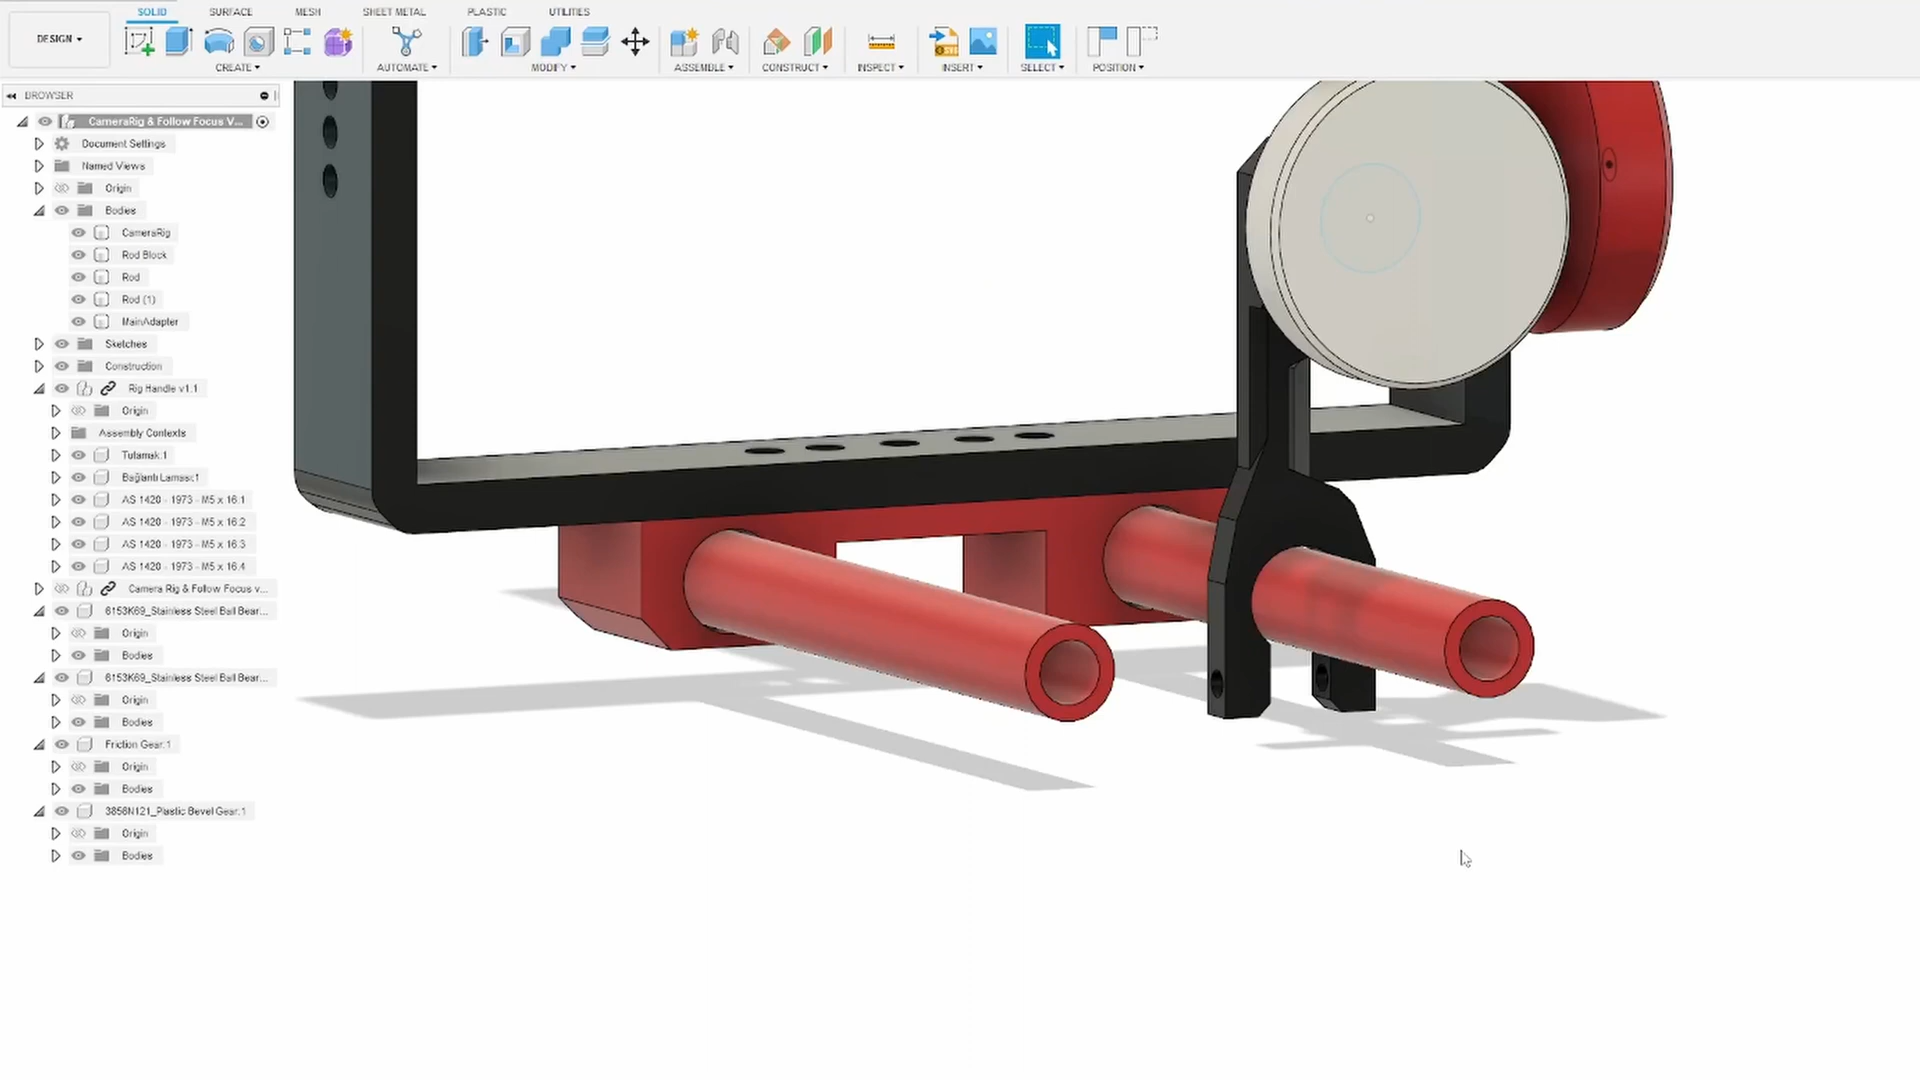 SOLID SURFACE MESH SHEET METAL PLASTIC UTILITIES
DESIGN
CREATE AUTOMATE MODIFY ASSEMBLE CONSTRUCT INSPECT INSERT SELECT POSITION
BROWSER
CameraRig & Follow Focus V...
Document Settings
Named Views
Origin
Bodies
CameraRig
Rod Block
Rod
Rod (1)
MainAdapter
Sketches
Construction
Rig Handle v1.1
Origin
Assembly Contexts
Tutamak:1
Bağlantı Laması:1
AS 1420 - 1973 - M5 x 16:1
AS 1420 - 1973 - M5 x 16:2
AS 1420 - 1973 - M5 x 16:3
AS 1420 - 1973 - M5 x 16:4
Camera Rig & Follow Focus v...
6153K69_Stainless Steel Ball Bear...
Origin
Bodies
6153K69_Stainless Steel Ball Bear...
Origin
Bodies
Friction Gear:1
Origin
Bodies
3856N121_Plastic Bevel Gear:1
Origin
Bodies